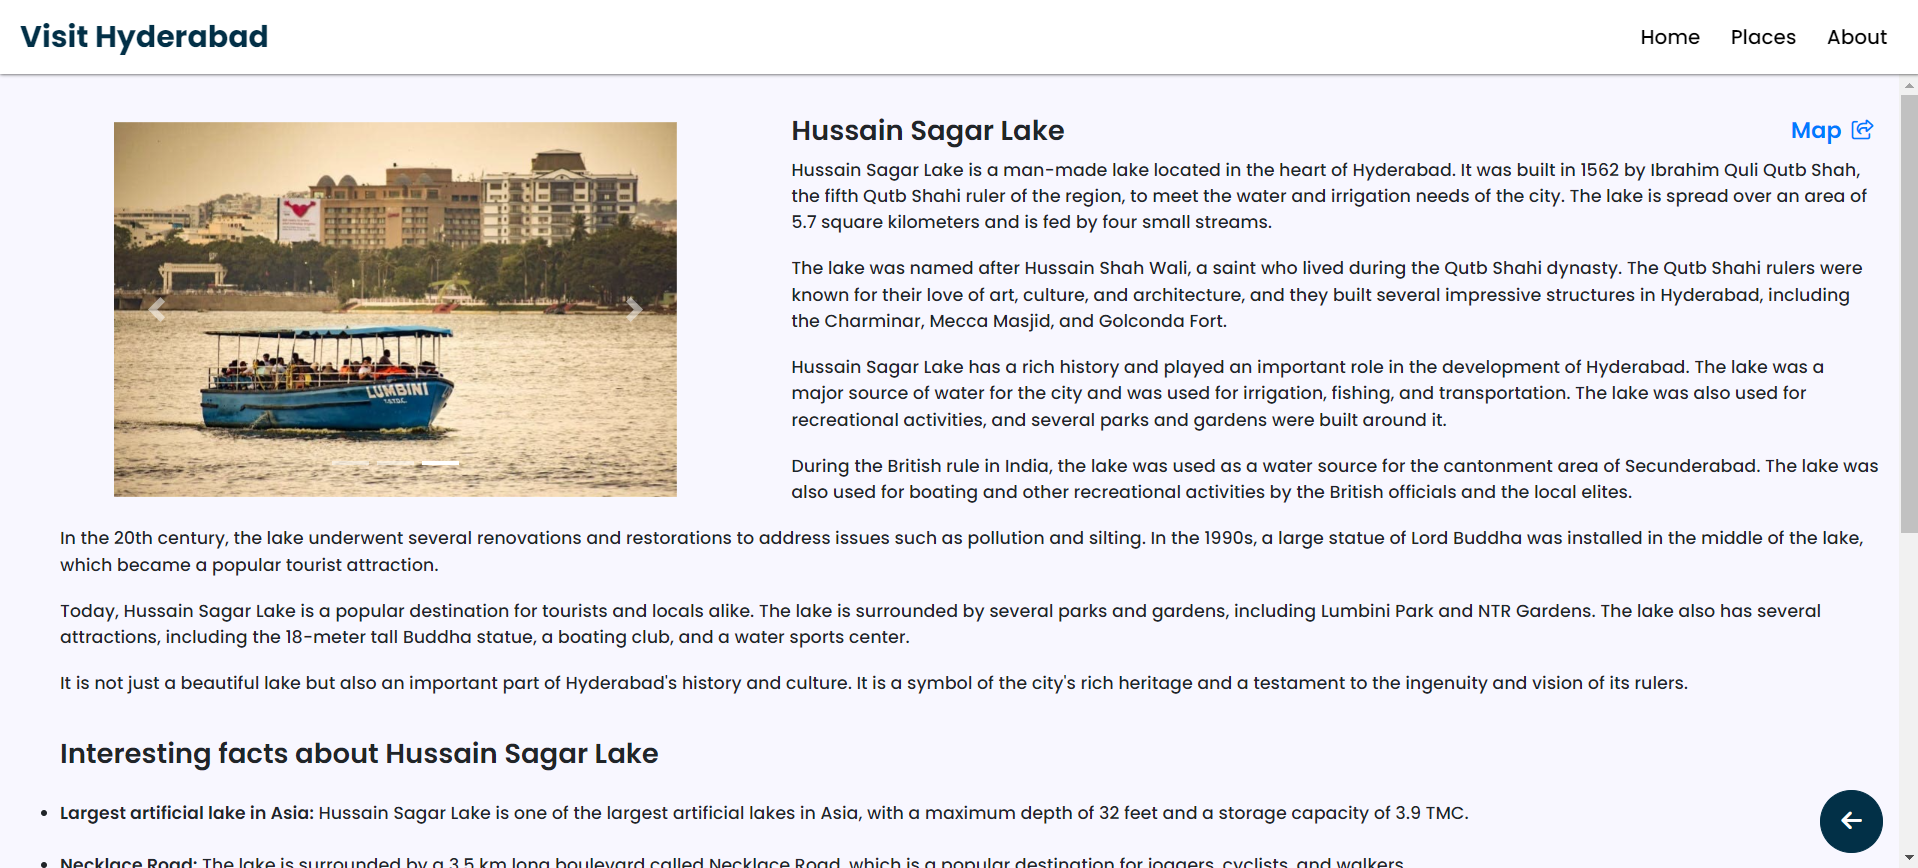 Visit Hyderabad
Home Places About
Hussain Sagar Lake
Map
Hussain Sagar Lake is a man-made lake located in the heart of Hyderabad. It was built in 1562 by Ibrahim Quli Qutb Shah,
the fifth Qutb Shahi ruler of the region, to meet the water and irrigation needs of the city. The lake is spread over an area of
5.7 square kilometers and is fed by four small streams.
The lake was named after Hussain Shah Wali, a saint who lived during the Qutb Shahi dynasty. The Qutb Shahi rulers were
known for their love of art, culture, and architecture, and they built several impressive structures in Hyderabad, including
the Charminar, Mecca Masjid, and Golconda Fort.
Hussain Sagar Lake has a rich history and played an important role in the development of Hyderabad. The lake was a
major source of water for the city and was used for irrigation, fishing, and transportation. The lake was also used for
recreational activities, and several parks and gardens were built around it.
During the British rule in India, the lake was used as a water source for the cantonment area of Secunderabad. The lake was
also used for boating and other recreational activities by the British officials and the local elites.
LUMBINI
In the 20th century, the lake underwent several renovations and restorations to address issues such as pollution and silting. In the 1990s, a large statue of Lord Buddha was installed in the middle of the lake,
which became a popular tourist attraction.
Today, Hussain Sagar Lake is a popular destination for tourists and locals alike. The lake is surrounded by several parks and gardens, including Lumbini Park and NTR Gardens. The lake also has several
attractions, including the 18-meter tall Buddha statue, a boating club, and a water sports center.
It is not just a beautiful lake but also an important part of Hyderabad's history and culture. It is a symbol of the city's rich heritage and a testament to the ingenuity and vision of its rulers.
Interesting facts about Hussain Sagar Lake
• Largest artificial lake in Asia: Hussain Sagar Lake is one of the largest artificial lakes in Asia, with a maximum depth of 32 feet and a storage capacity of 3.9 TMC.
• Necklace Road: The lake is surrounded by a 3.5 km long boulevard called Necklace Road, which is a popular destination for joggers, cyclists, and walkers.